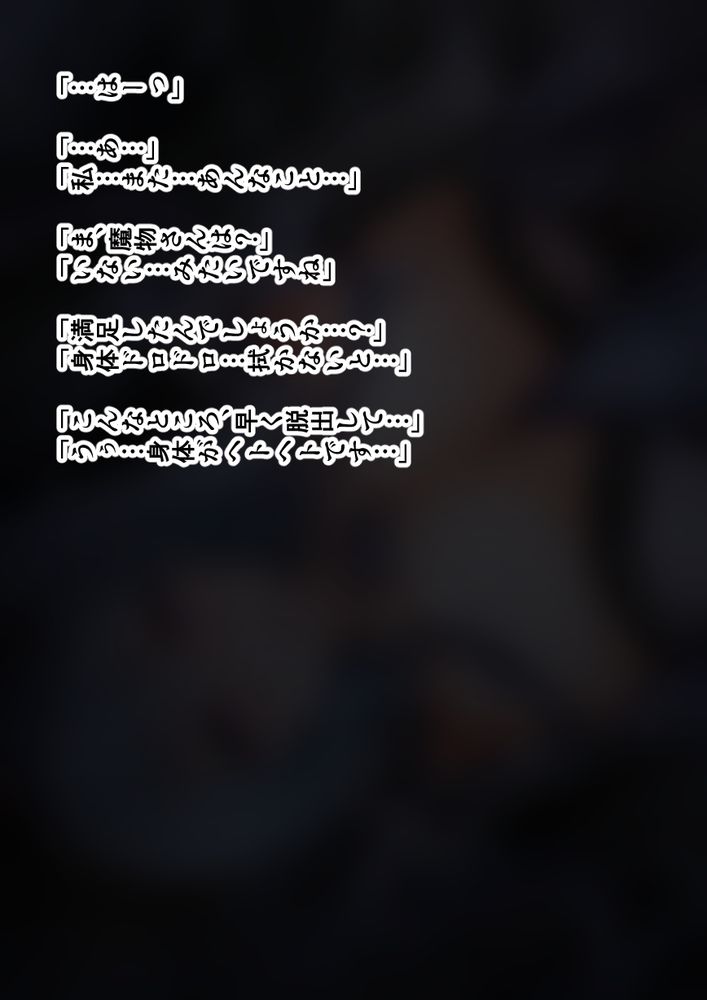 「…はーっ」
「…あ…」
「私…また…あんなこと…」
「ま、魔物さんは?」
「いない…みたいですね」
「満足したんでしょうか…?」
「身体ドロドロ…拭かないと…」
「こんなところ、早く脱出して…」
「うぅ…身体がヘトヘトです…」